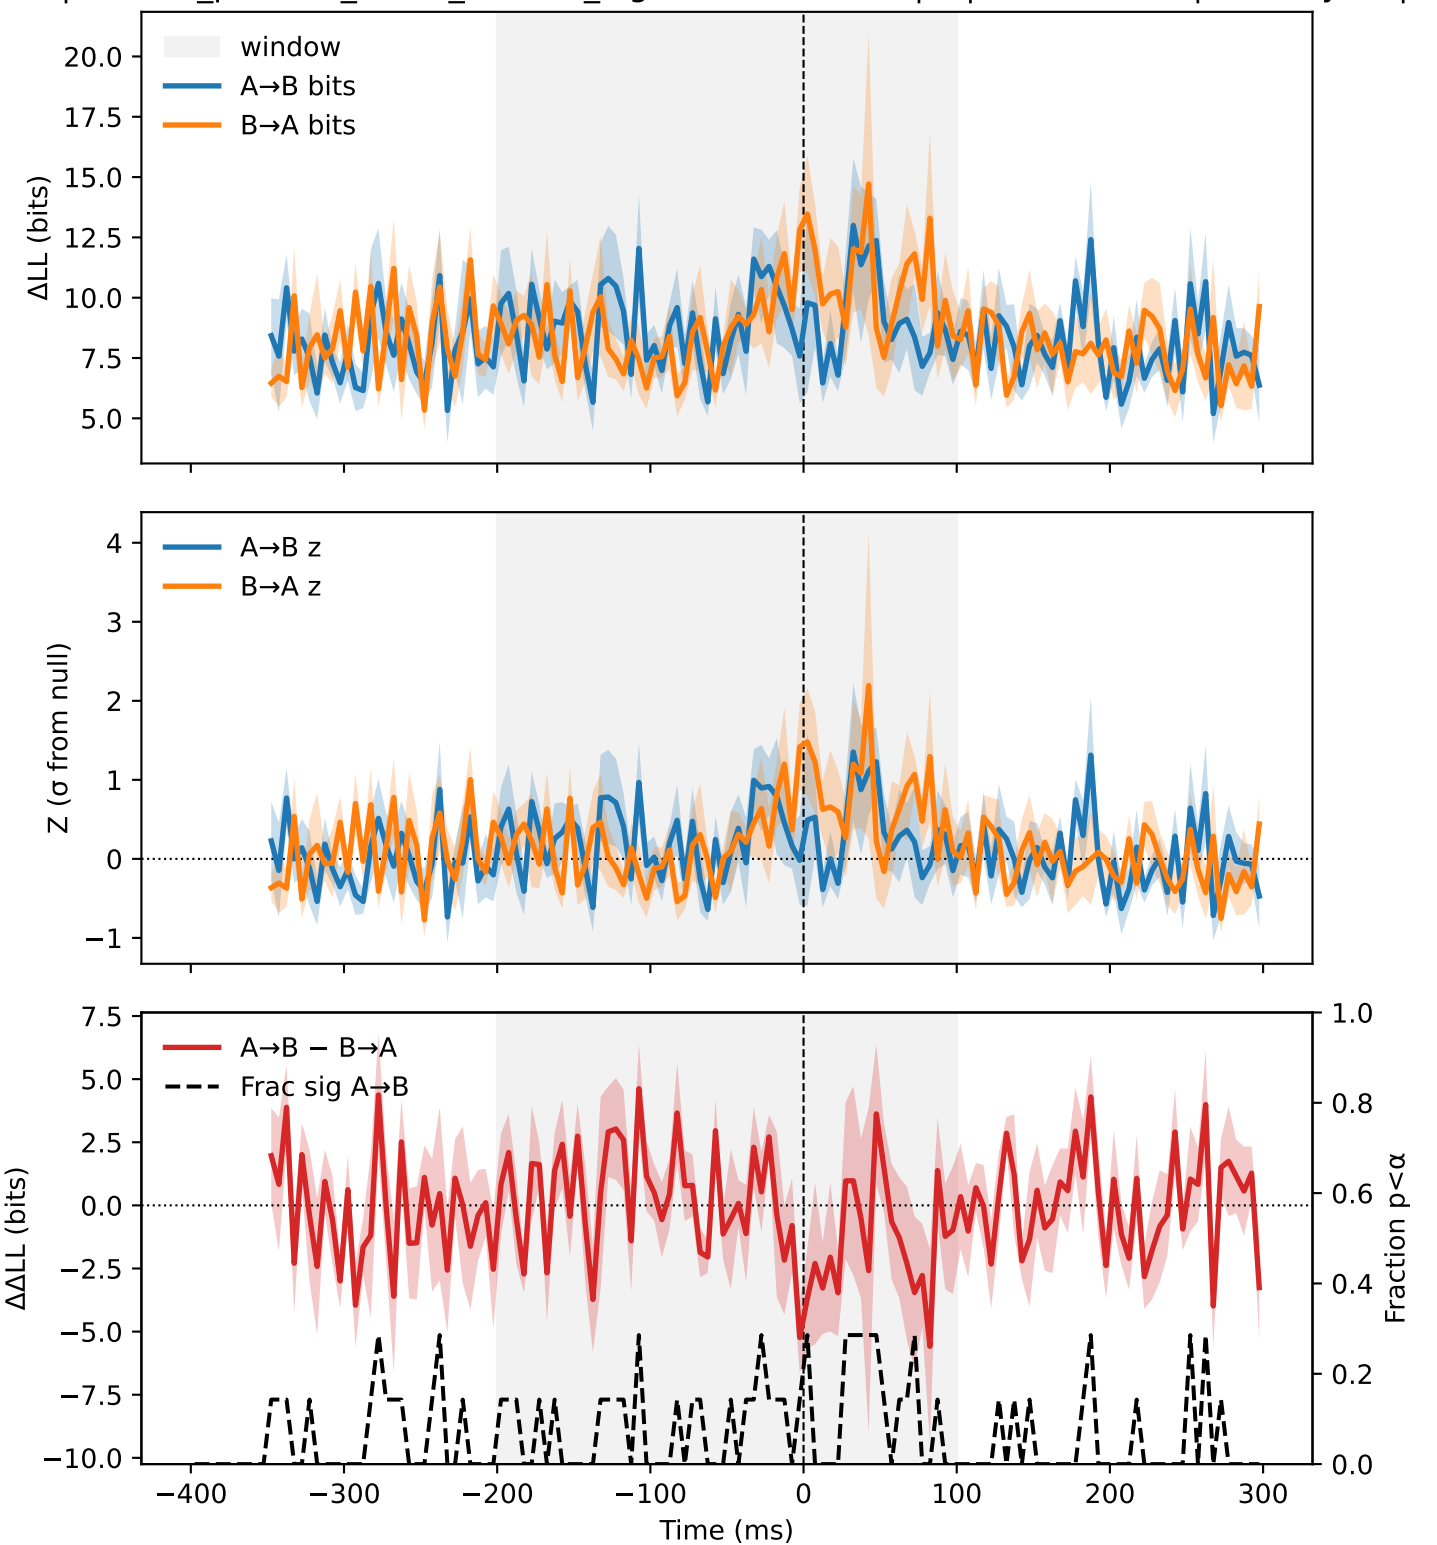 window
A→B bits
B→A bits
ΔLL (bits)
20.0
17.5
15.0
12.5
10.0
7.5
5.0
A→B z
B→A z
Z (σ from null)
4
3
2
1
0
−1
A→B − B→A
Frac sig A→B
ΔΔLL (bits)
7.5
5.0
2.5
0.0
−2.5
−5.0
−7.5
−10.0
1.0
0.8
0.6
0.4
0.2
0.0
Fraction p<α
−400 −300 −200 −100 0 100 200 300
Time (ms)